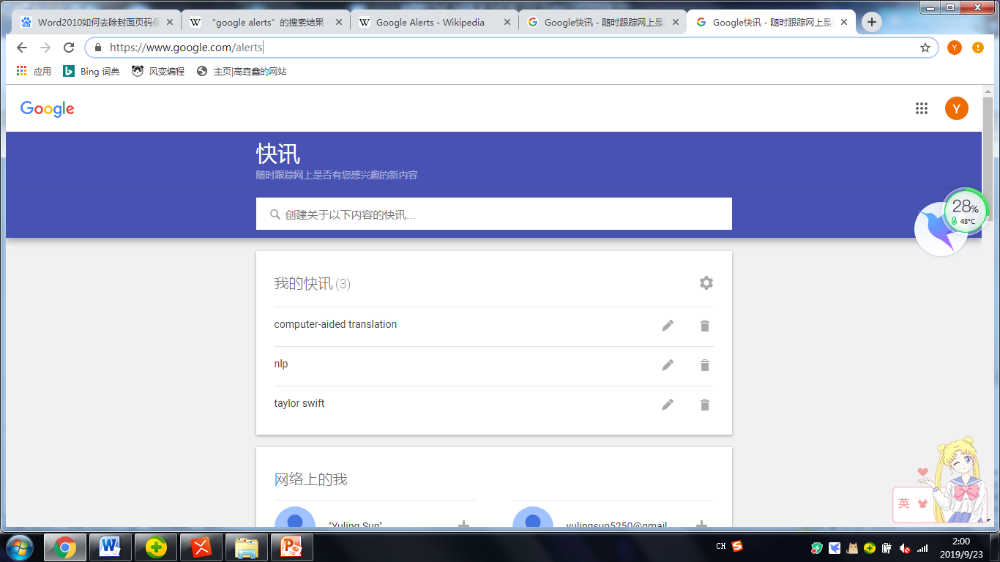 Word2010如何去除封面页码
“google alerts”的搜索结果
Google Alerts - Wikipedia
Google快讯 - 随时跟踪网上是
Google快讯 - 随时跟踪网上是
https://www.google.com/alerts
Y
应用
Bing 词典
风变编程
主页|高垚鑫的网站
Google
Y
快讯
随时跟踪网上是否有您感兴趣的新内容
创建关于以下内容的快讯...
28%
48°C
我的快讯 (3)
computer-aided translation
nlp
taylor swift
网络上的我
"Yuling Sun"
yulingsun5250@gmail
英
CH
2:00
2019/9/23